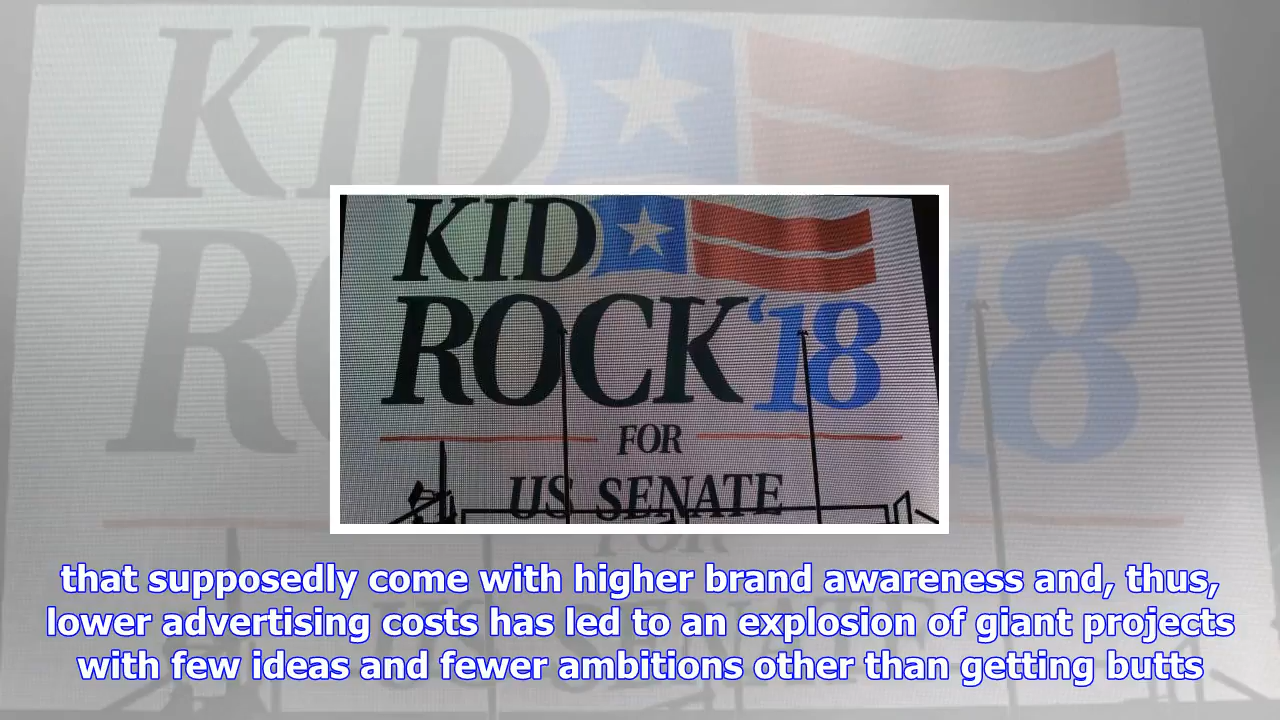 KID
ROCK '18
FOR
US SENATE
that supposedly come with higher brand awareness and, thus,
lower advertising costs has led to an explosion of giant projects
with few ideas and fewer ambitions other than getting butts